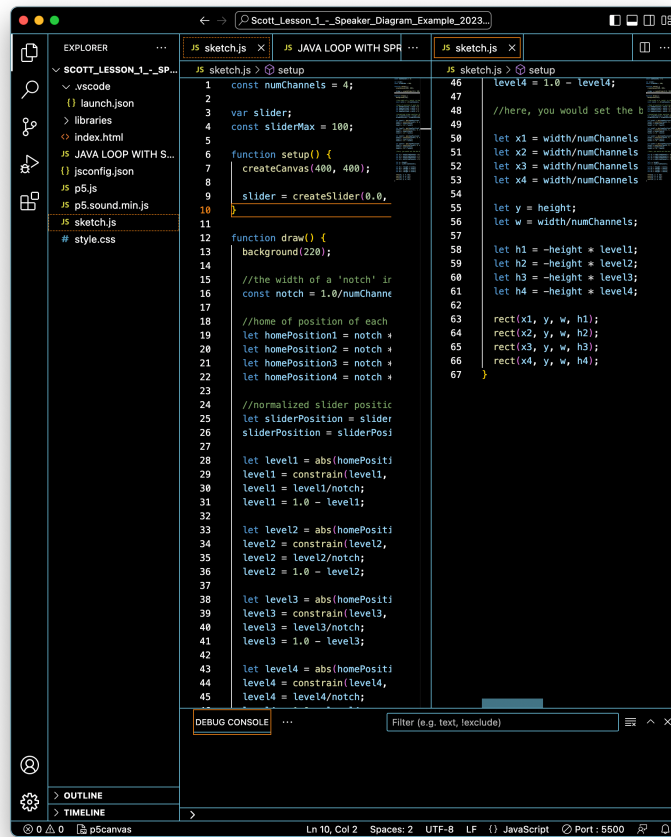 Scott_Lesson_1_-_Speaker_Diagram_Example_2023...
EXPLORER
SCOTT_LESSON_1_-_SP...
.vscode
{} launch.json
libraries
<> index.html
JS JAVA LOOP WITH S...
{} jsconfig.json
JS p5.js
JS p5.sound.min.js
JS sketch.js
# style.css
OUTLINE
TIMELINE
JS sketch.js
JS JAVA LOOP WITH SPR ...
JS sketch.js > setup
1 const numChannels = 4;
2
3 var slider;
4 const sliderMax = 100;
5
6 function setup() {
7 createCanvas(400, 400);
8
9 slider = createSlider(0.0,
10 }
11
12 function draw() {
13 background(220);
14
15 //the width of a 'notch' in
16 const notch = 1.0/numChanne
17
18 //home of position of each
19 let homePosition1 = notch *
20 let homePosition2 = notch *
21 let homePosition3 = notch *
22 let homePosition4 = notch *
23
24 //normalized slider positio
25 let sliderPosition = slider
26 sliderPosition = sliderPosi
27
28 let level1 = abs(homePositi
29 level1 = constrain(level1,
30 level1 = level1/notch;
31 level1 = 1.0 - level1;
32
33 let level2 = abs(homePositi
34 level2 = constrain(level2,
35 level2 = level2/notch;
36 level2 = 1.0 - level2;
37
38 let level3 = abs(homePositi
39 level3 = constrain(level3,
40 level3 = level3/notch;
41 level3 = 1.0 - level3;
42
43 let level4 = abs(homePositi
44 level4 = constrain(level4,
45 level4 = level4/notch;
JS sketch.js
JS sketch.js > setup
46 level4 = 1.0 - level4;
47
48 //here, you would set the b
49
50 let x1 = width/numChannels
51 let x2 = width/numChannels
52 let x3 = width/numChannels
53 let x4 = width/numChannels
54
55 let y = height;
56 let w = width/numChannels;
57
58 let h1 = -height * level1;
59 let h2 = -height * level2;
60 let h3 = -height * level3;
61 let h4 = -height * level4;
62
63 rect(x1, y, w, h1);
64 rect(x2, y, w, h2);
65 rect(x3, y, w, h3);
66 rect(x4, y, w, h4);
67 }
DEBUG CONSOLE ...
Filter (e.g. text, !exclude)
0 0 p5canvas
Ln 10, Col 2 Spaces: 2 UTF-8 LF {} JavaScript Port : 5500